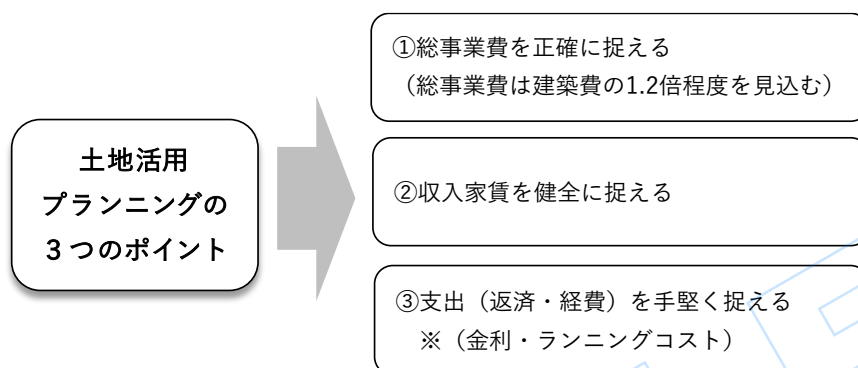 土地活用
プランニングの
３つのポイント
①総事業費を正確に捉える
（総事業費は建築費の1.2倍程度を見込む）
②収入家賃を健全に捉える
③支出（返済・経費）を手堅く捉える
※（金利・ランニングコスト）